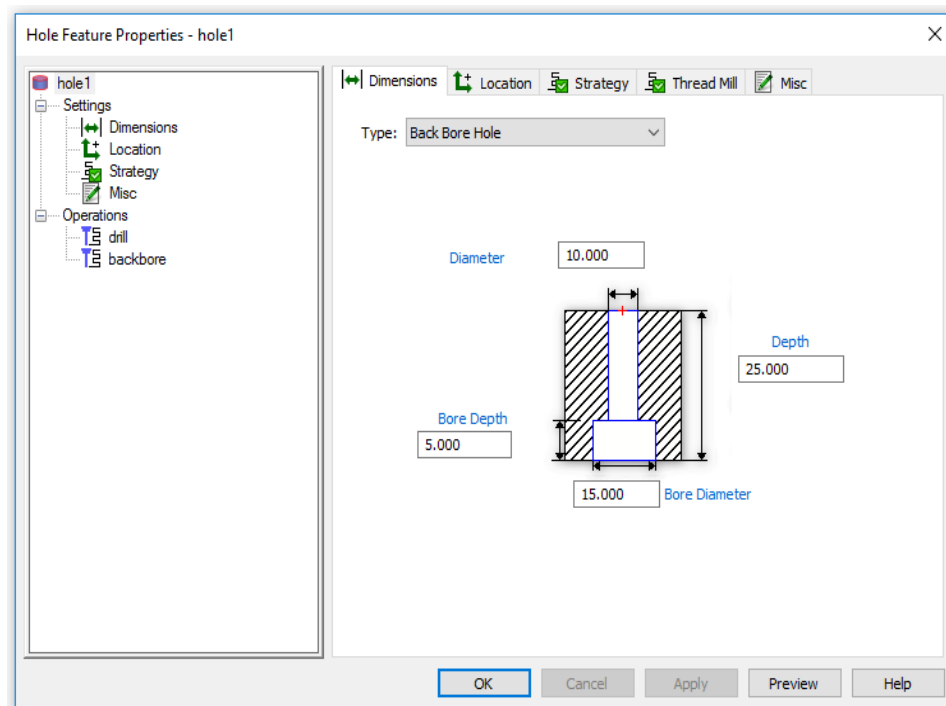 Hole Feature Properties - hole1
hole1
Settings
Dimensions
Location
Strategy
Misc
Operations
drill
backbore
Dimensions Location Strategy Thread Mill Misc
Type: Back Bore Hole
Diameter 10.000
Depth
25.000
Bore Depth
5.000
15.000 Bore Diameter
OK Cancel Apply Preview Help